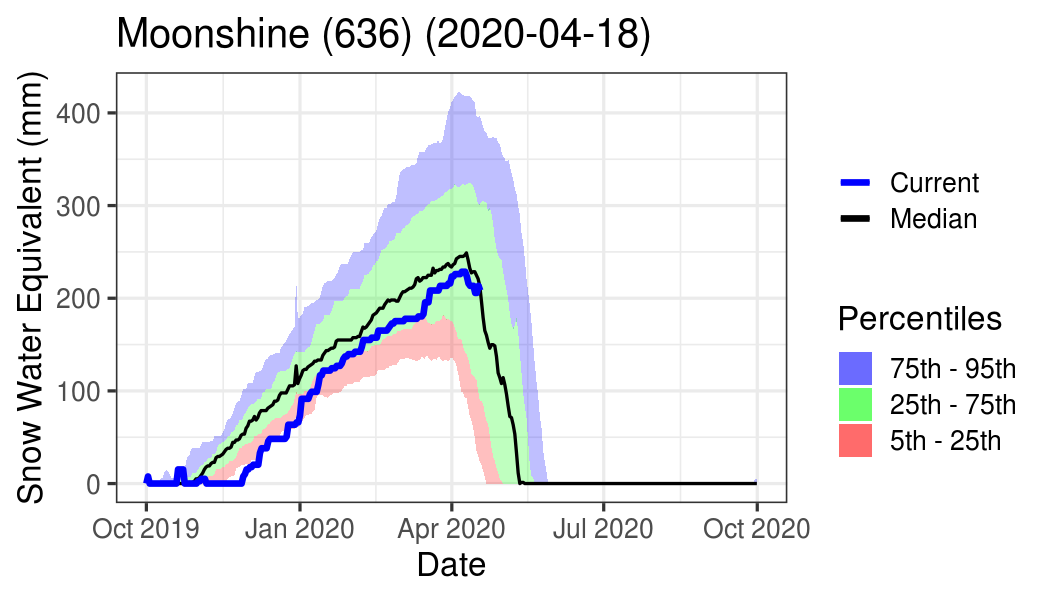 Moonshine (636) (2020-04-18)
Snow Water Equivalent (mm)
400
300
200
100
0
Oct 2019
Jan 2020
Apr 2020
Jul 2020
Oct 2020
Date
Current
Median
Percentiles
75th - 95th
25th - 75th
5th - 25th